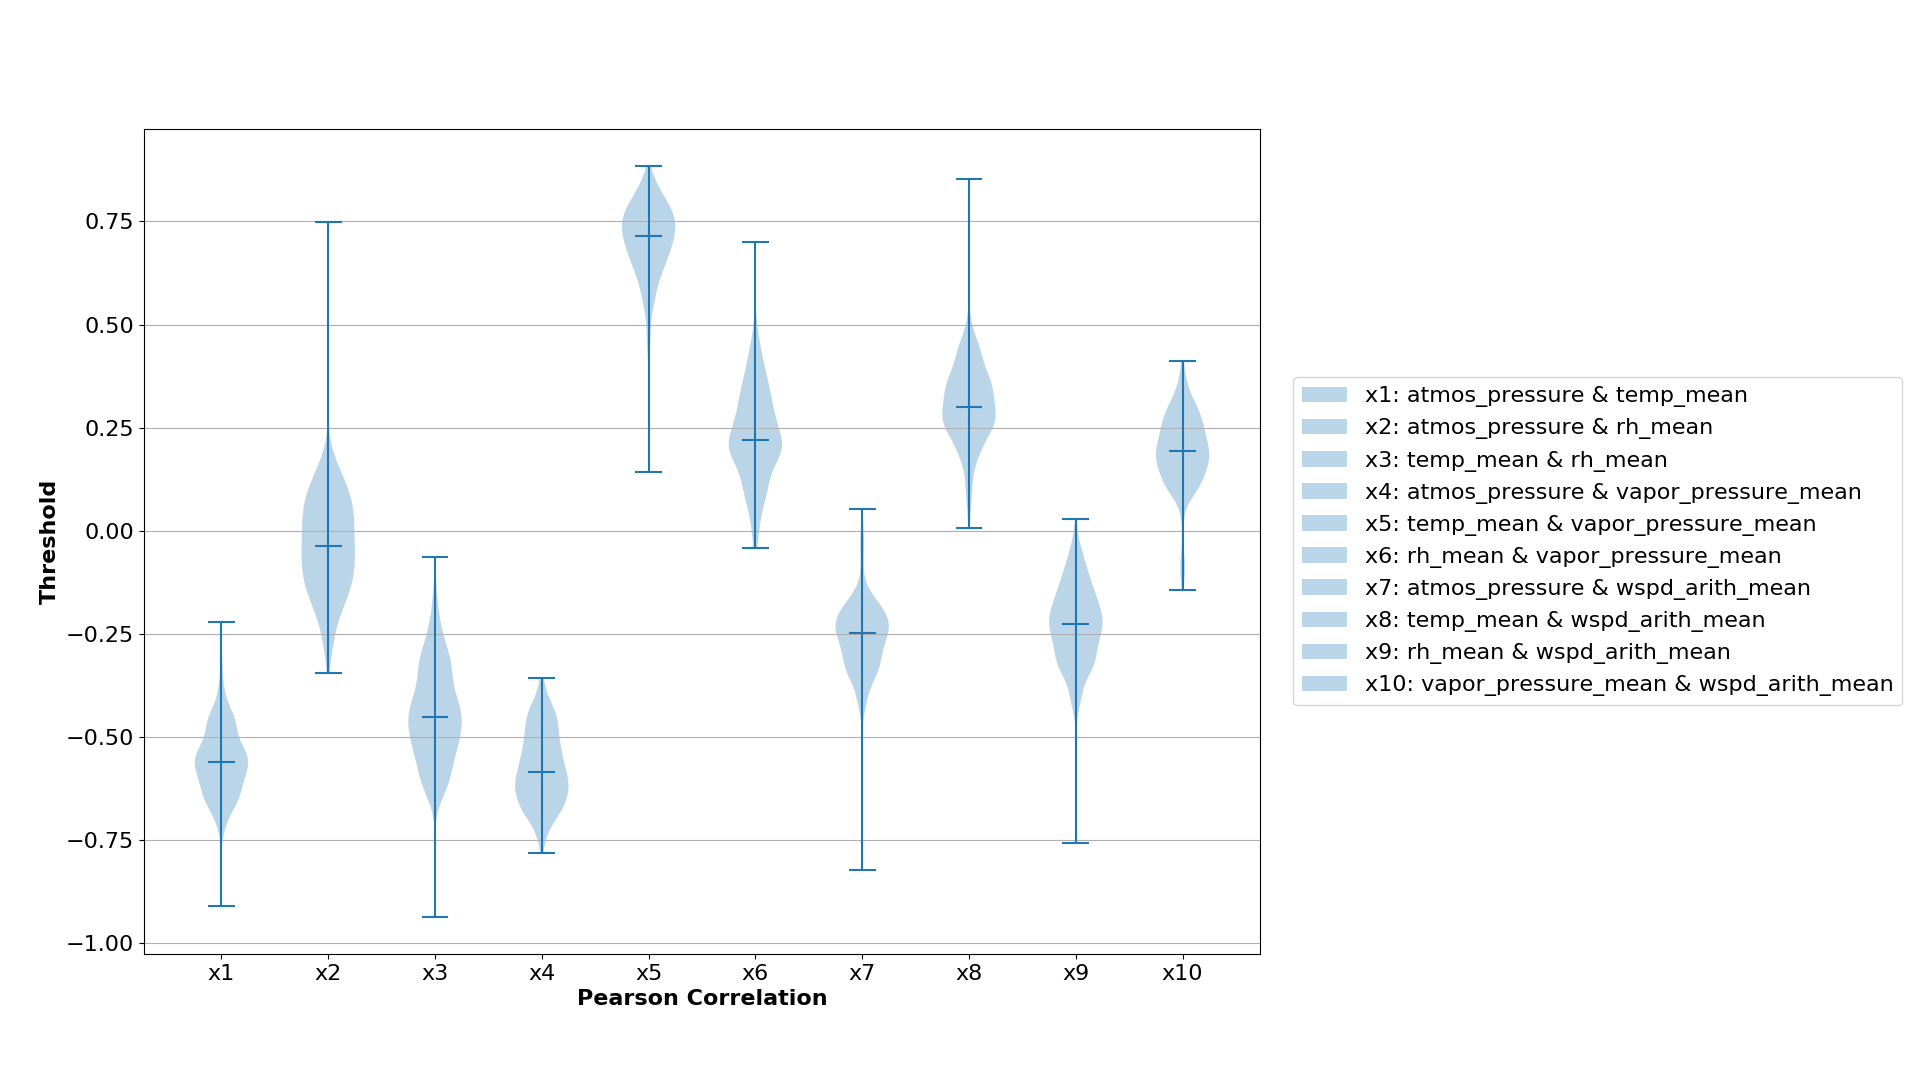 0.75
0.50
0.25
0.00
−0.25
−0.50
−0.75
−1.00
Threshold
x1 x2 x3 x4 x5 x6 x7 x8 x9 x10
Pearson Correlation
x1: atmos_pressure & temp_mean
x2: atmos_pressure & rh_mean
x3: temp_mean & rh_mean
x4: atmos_pressure & vapor_pressure_mean
x5: temp_mean & vapor_pressure_mean
x6: rh_mean & vapor_pressure_mean
x7: atmos_pressure & wspd_arith_mean
x8: temp_mean & wspd_arith_mean
x9: rh_mean & wspd_arith_mean
x10: vapor_pressure_mean & wspd_arith_mean